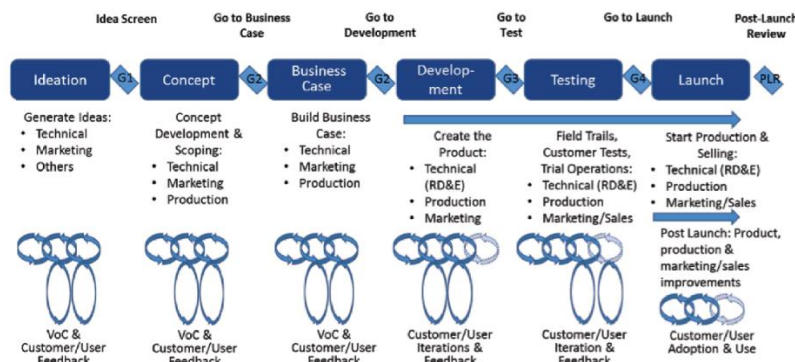 Idea Screen
Go to Business
Case
Go to
Development
Go to
Test
Go to Launch
Post-Launch
Review
Ideation
G1
Concept
G2
Business
Case
G2
Develop-
ment
G3
Testing
G4
Launch
PLR
Generate Ideas:
• Technical
• Marketing
• Others
Concept
Development &
Scoping:
• Technical
• Marketing
• Production
Build Business
Case:
• Technical
• Marketing
• Production
Create the
Product:
• Technical
(RD&E)
• Production
• Marketing
Field Trails,
Customer Tests,
Trial Operations:
• Technical (RD&E)
• Production
• Marketing/Sales
Start Production &
Selling:
• Technical (RD&E)
• Production
• Marketing/Sales
Post Launch: Product,
production &
marketing/sales
improvements
VoC &
Customer/User
Feedback
VoC &
Customer/User
Feedback
VoC &
Customer/User
Feedback
Customer/User
Iterations &
Feedback
Customer/User
Iteration &
Feedback
Customer/User
Adoption & Use